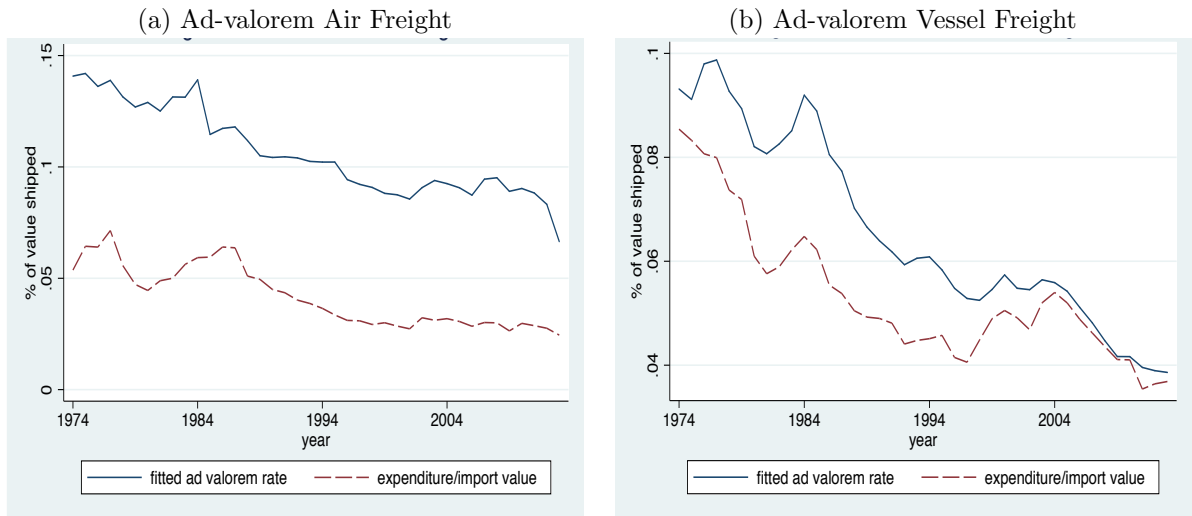 (a) Ad-valorem Air Freight
% of value shipped
.15
.1
.05
0
1974 1984 1994 2004
year
fitted ad valorem rate expenditure/import value
(b) Ad-valorem Vessel Freight
% of value shipped
.1
.08
.06
.04
1974 1984 1994 2004
year
fitted ad valorem rate expenditure/import value